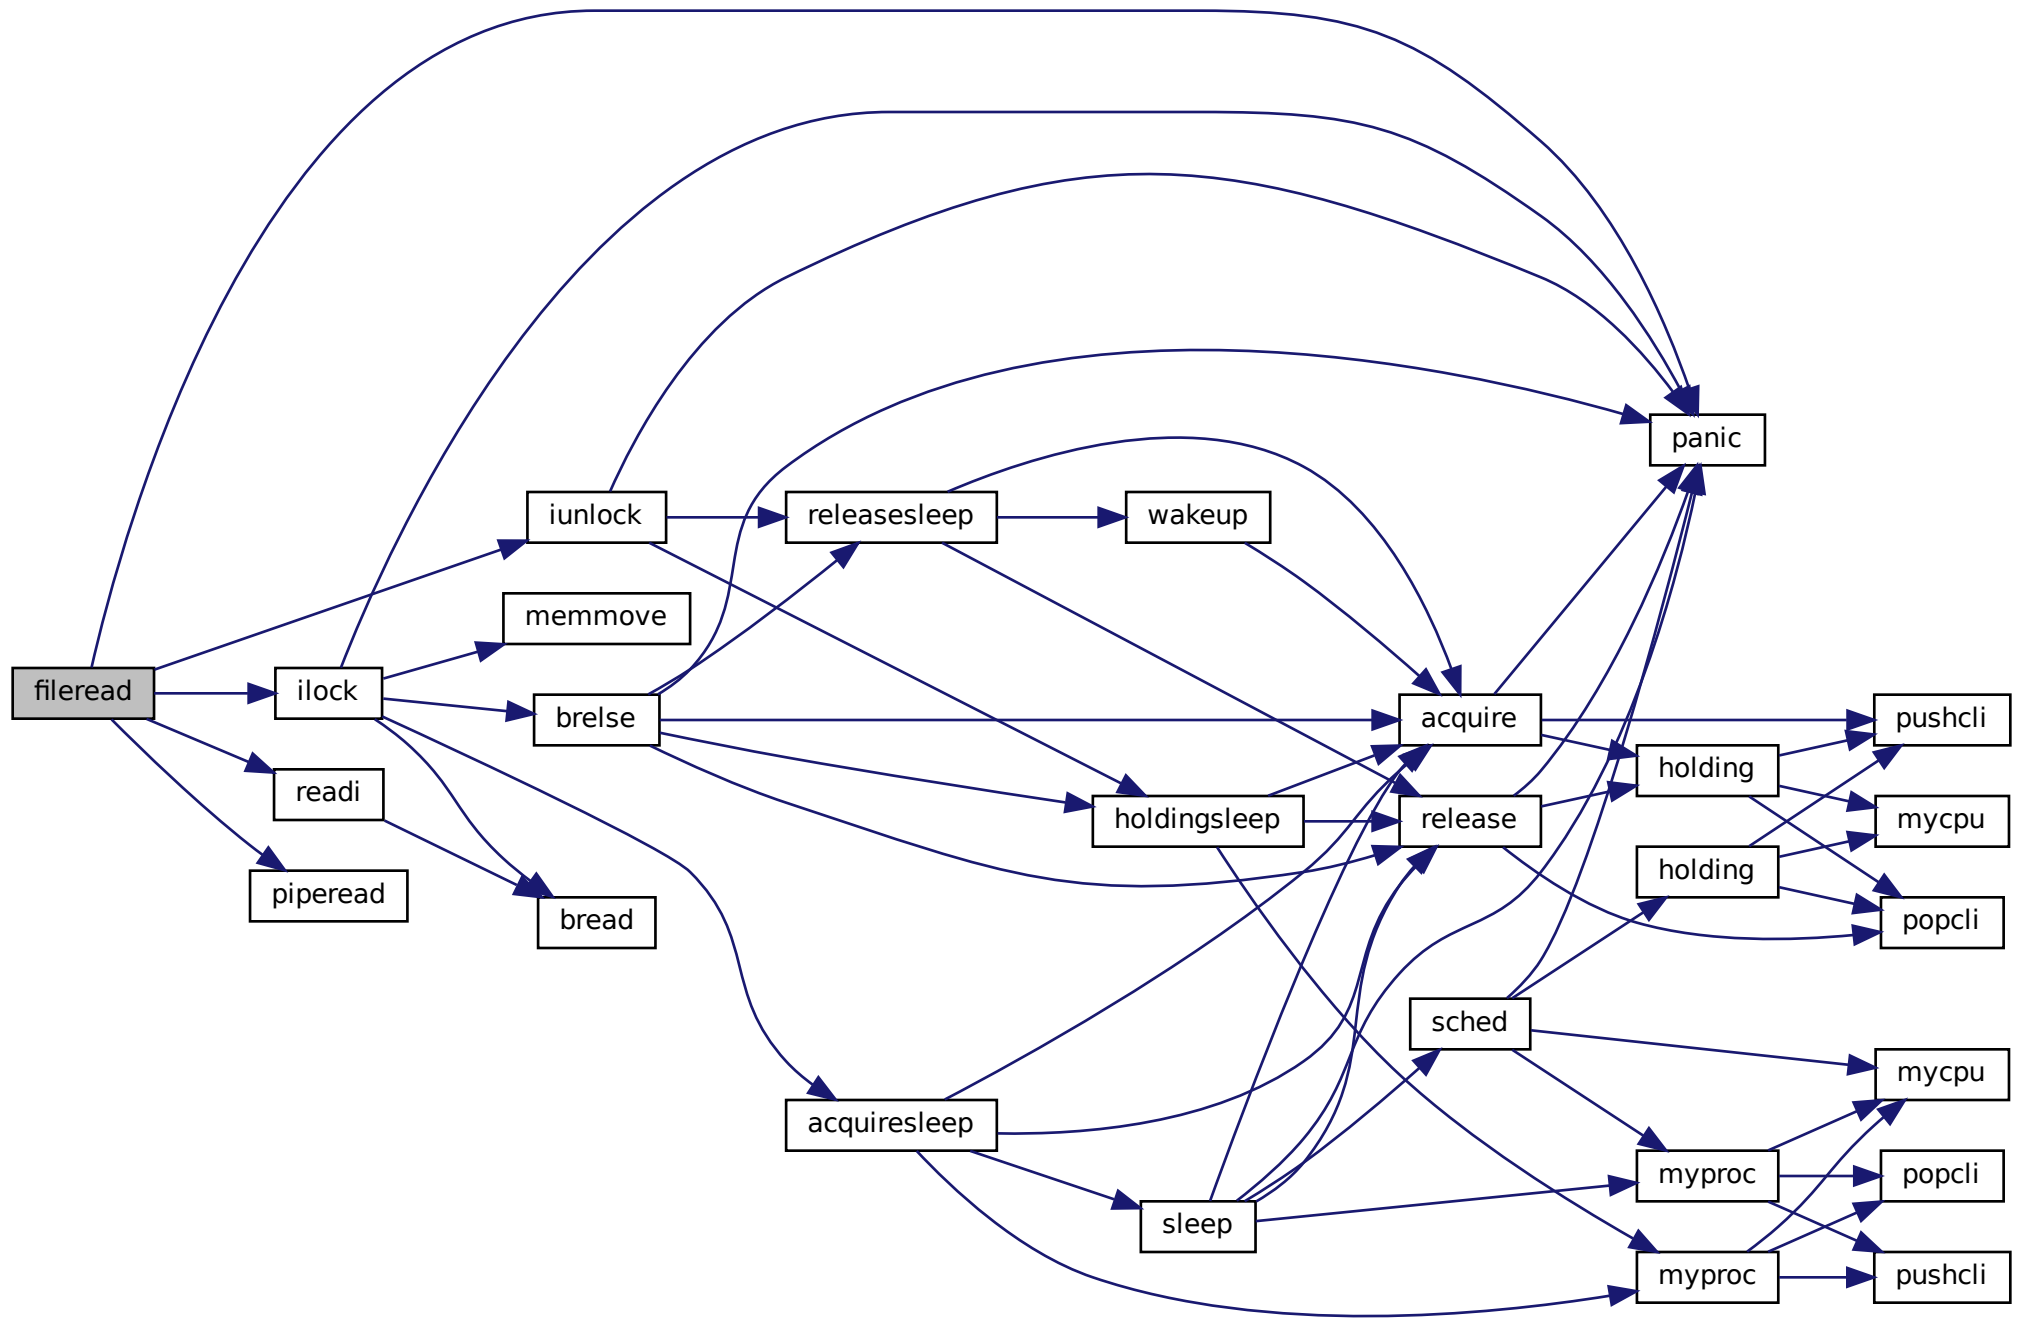 fileread
ilock
readi
piperead
iunlock
memmove
brelse
bread
releasesleep
acquiresleep
wakeup
holdingsleep
sleep
acquire
release
sched
panic
holding
holding
myproc
myproc
pushcli
mycpu
popcli
mycpu
popcli
pushcli